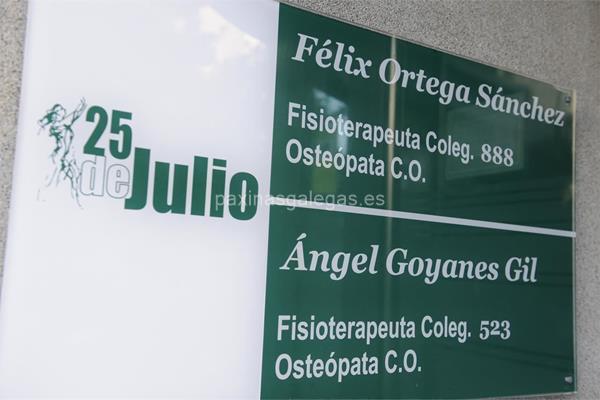 25
de
Julio
Félix Ortega Sánchez
Fisioterapeuta Coleg. 888
Osteópata C.O.
Ángel Goyanes Gil
Fisioterapeuta Coleg. 523
Osteópata C.O.
paxinasgalegas.es